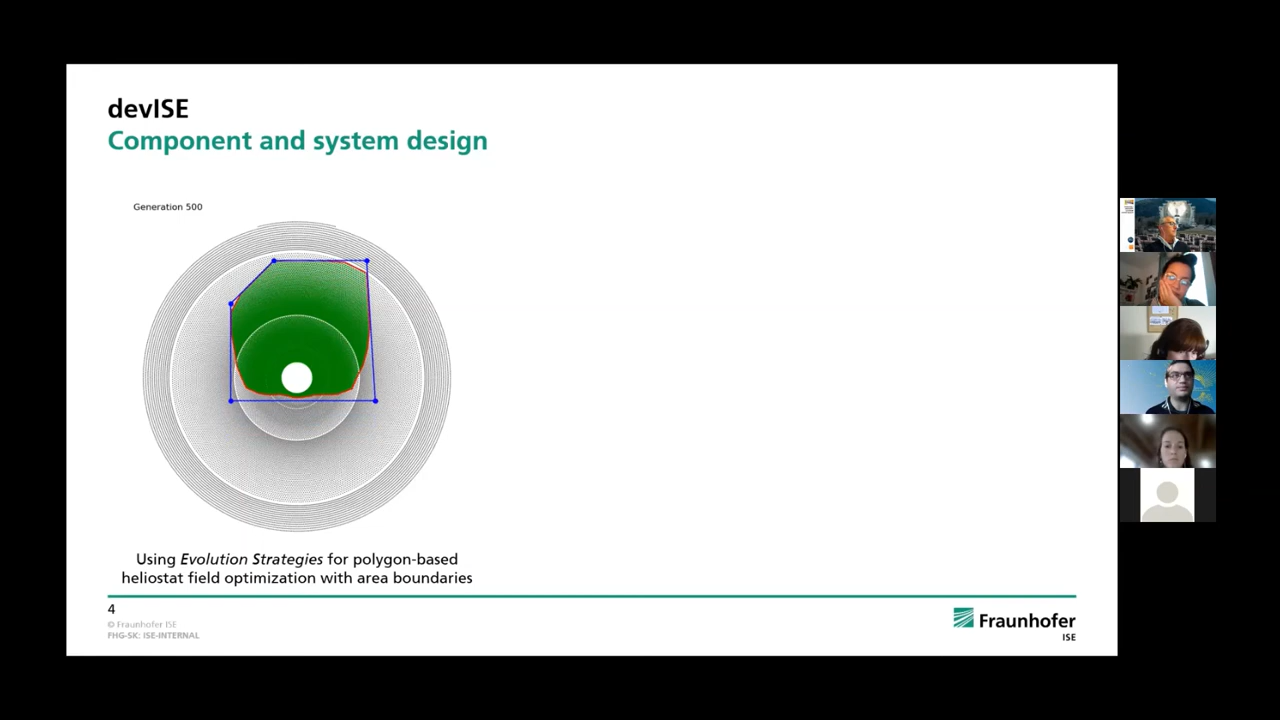 devISE
Component and system design
Generation 500
Using Evolution Strategies for polygon-based
heliostat field optimization with area boundaries
4
© Fraunhofer ISE
FHG-SK: ISE-INTERNAL
Fraunhofer
ISE